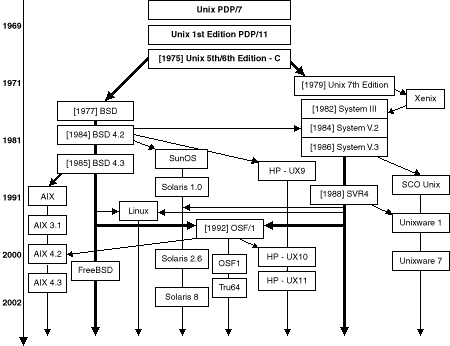 Unix PDP/7
1969
Unix 1st Edition PDP/11
[1975] Unix 5th/6th Edition - C
1971
[1979] Unix 7th Edition
Xenix
[1977] BSD
[1982] System III
[1984] BSD 4.2
[1984] System V.2
1981
[1986] System V.3
[1985] BSD 4.3
SunOS
HP - UX9
Solaris 1.0
SCO Unix
1991
AIX
[1988] SVR4
Linux
AIX 3.1
[1992] OSF/1
Unixware 1
2000
AIX 4.2
Solaris 2.6
OSF1
HP - UX10
Unixware 7
FreeBSD
AIX 4.3
Tru64
HP - UX11
Solaris 8
2002